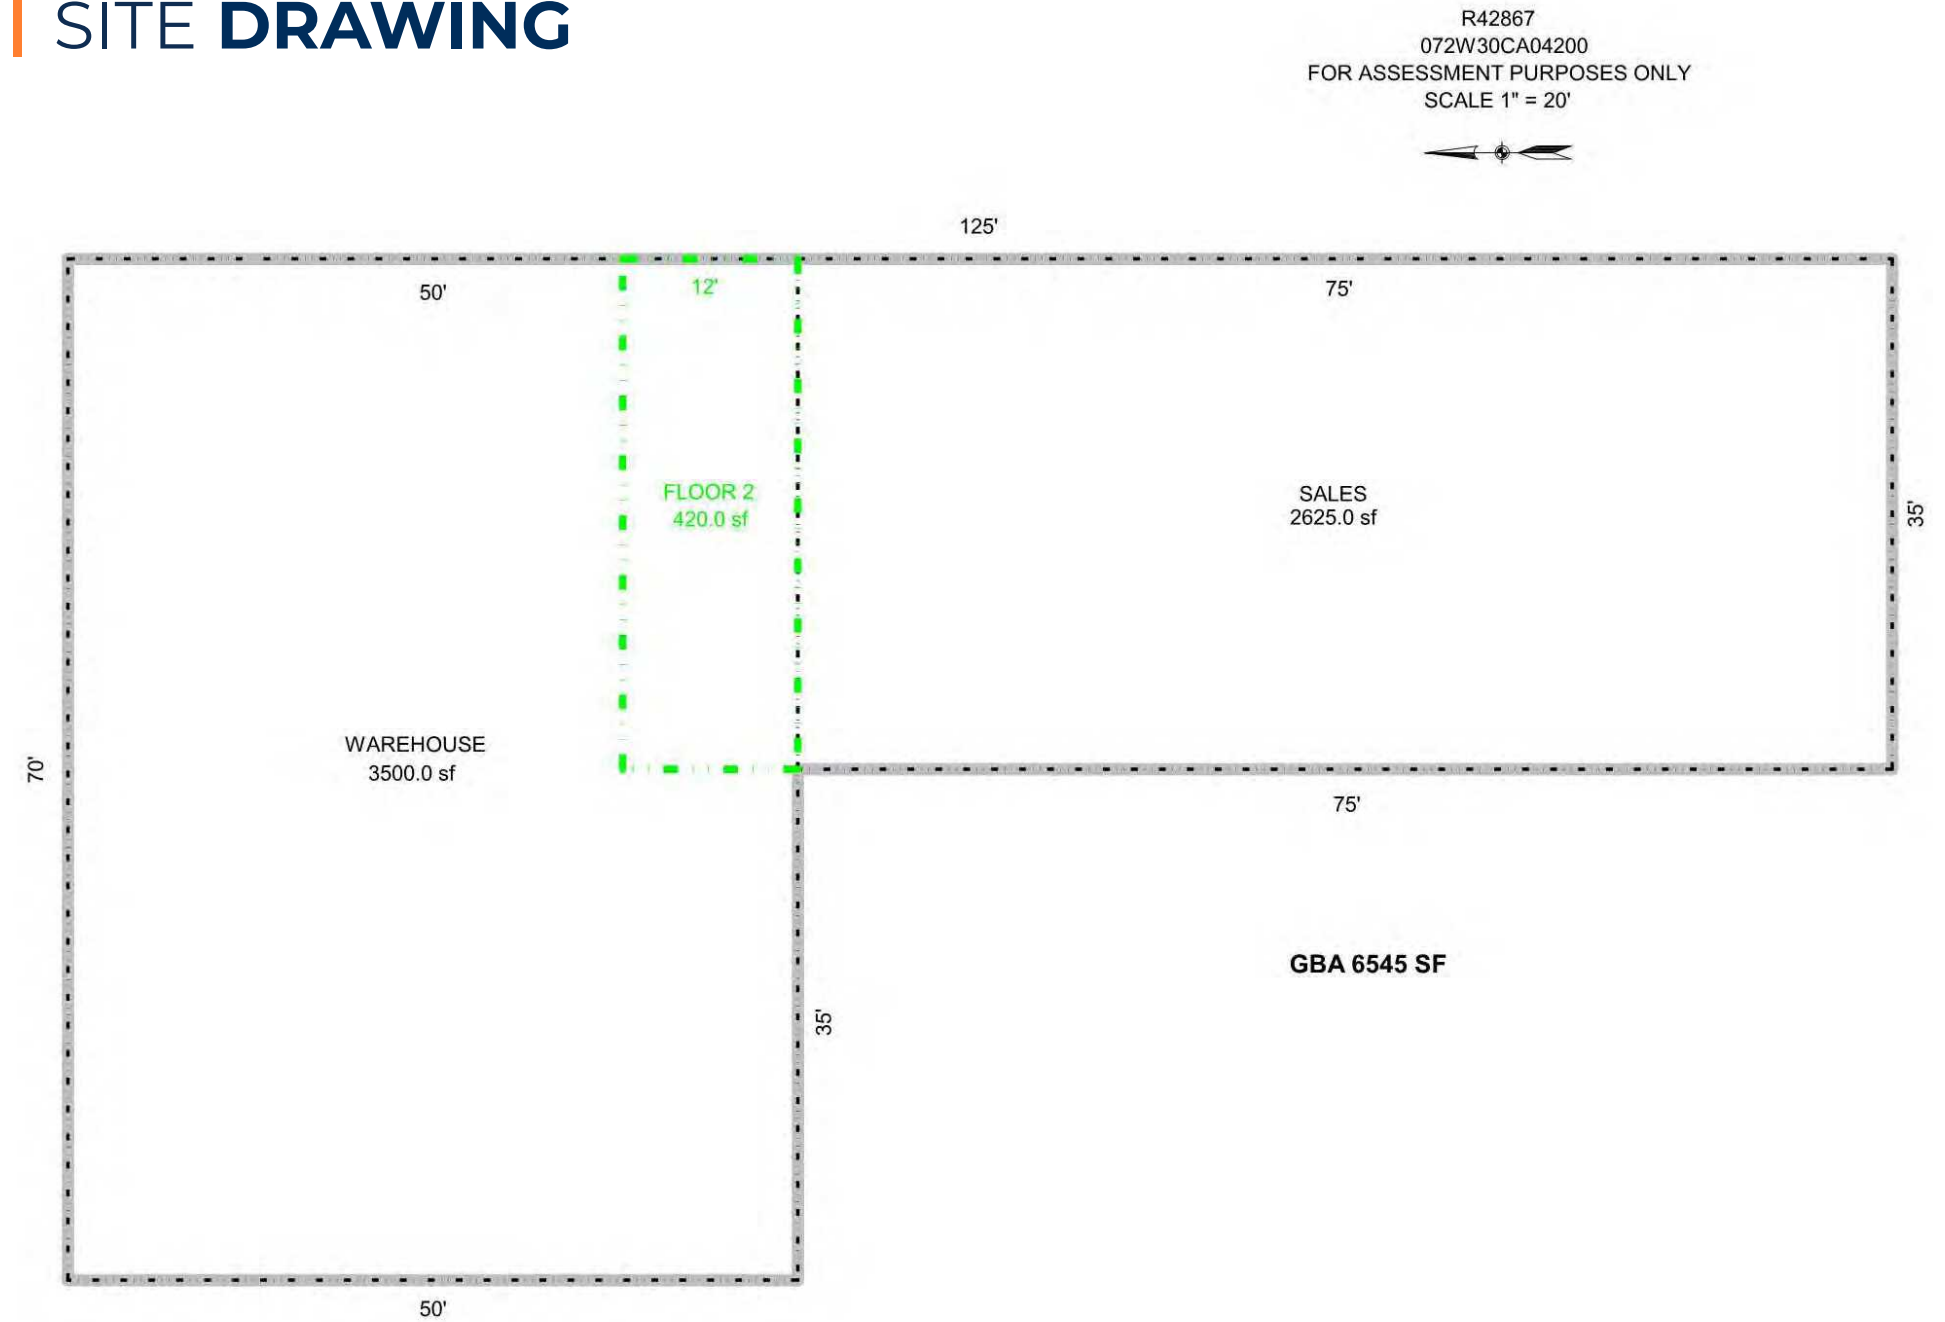 SITE DRAWING
R42867
072W30CA04200
FOR ASSESSMENT PURPOSES ONLY
SCALE 1" = 20'
125'
50'
12'
75'
FLOOR 2
420.0 sf
SALES
2625.0 sf
35'
WAREHOUSE
3500.0 sf
70'
75'
GBA 6545 SF
35'
50'